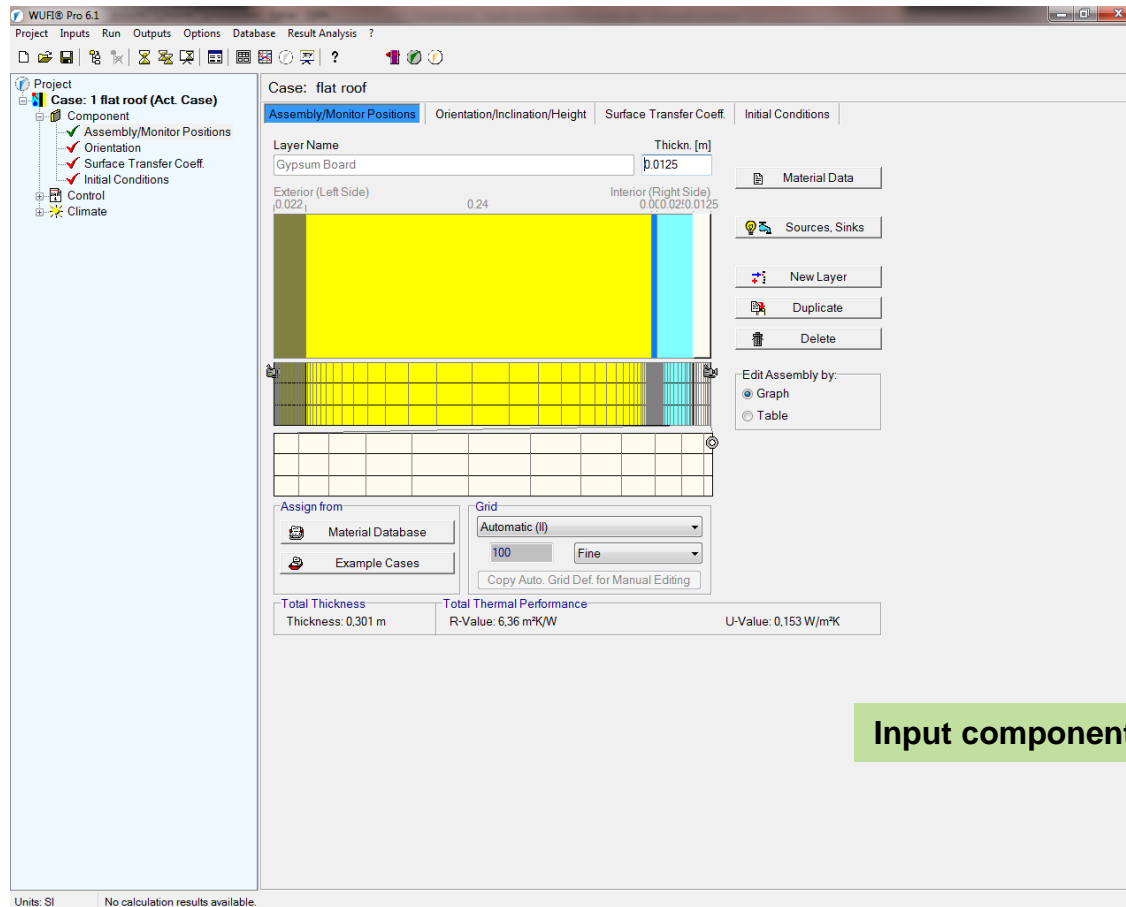 WUFI® Pro 6.1
Project Inputs Run Outputs Options Database Result Analysis ?
?
Project
Case: 1 flat roof (Act. Case)
Component
Assembly/Monitor Positions
Orientation
Surface Transfer Coeff.
Initial Conditions
Control
Climate
Case: flat roof
Assembly/Monitor Positions Orientation/Inclination/Height Surface Transfer Coeff. Initial Conditions
Layer Name Thickn. [m]
Gypsum Board 0.0125
Exterior (Left Side) Interior (Right Side)
0.022 0.24 0.0125
Material Data
Sources, Sinks
New Layer
Duplicate
Delete
Edit Assembly by:
Graph
Table
Assign from
Material Database
Example Cases
Grid
Automatic (II)
100 Fine
Copy Auto. Grid Def. for Manual Editing
Total Thickness
Thickness: 0,301 m
Total Thermal Performance
R-Value: 6,36 m²K/W U-Value: 0,153 W/m²K
Input component
Units: SI No calculation results available.